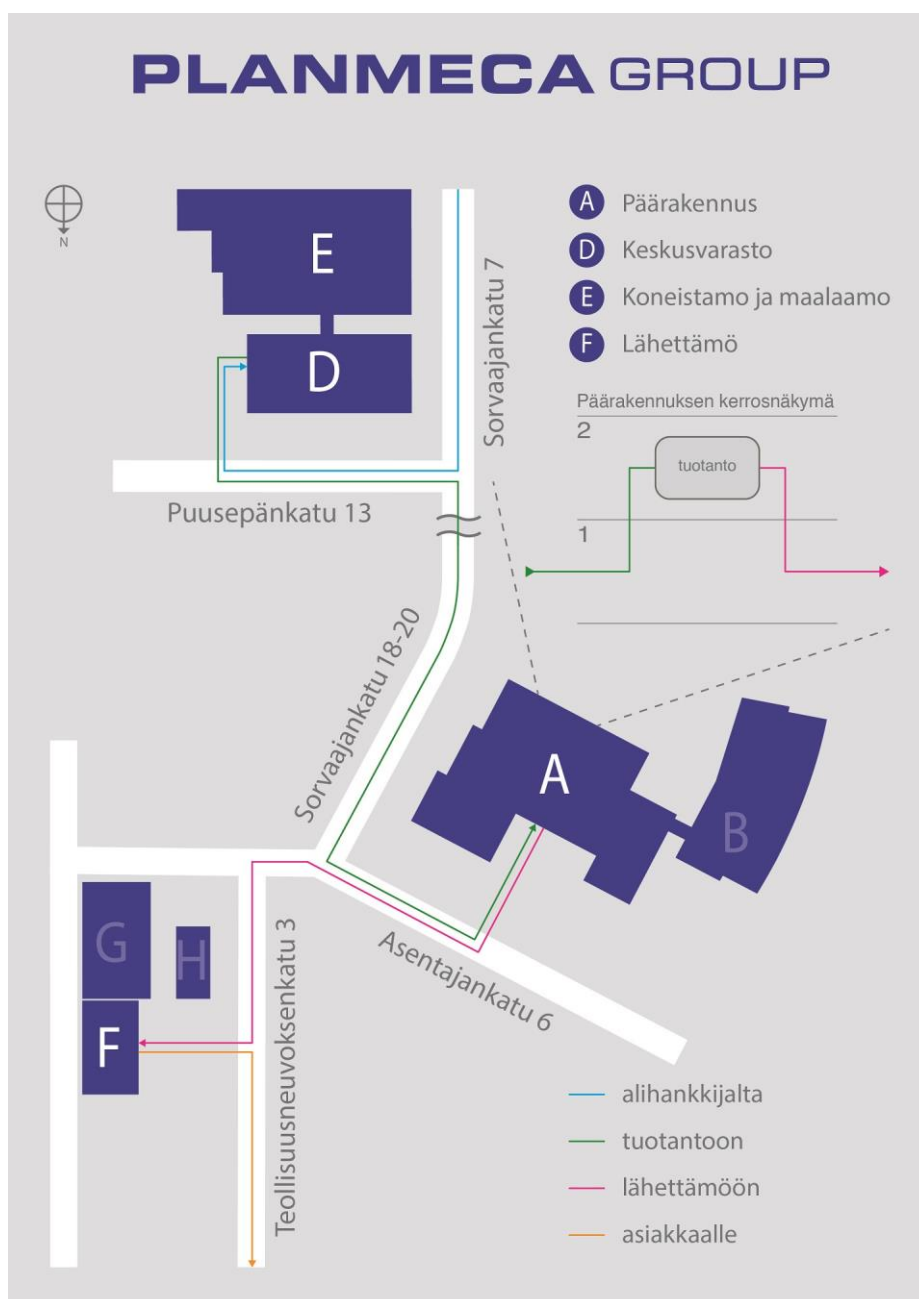 PLANMECA GROUP
N
E
D
Sorvaajankatu 7
Puusepänkatu 13
A Päärakennus
D Keskusvarasto
E Koneistamo ja maalaamo
F Lähettämö
Päärakennuksen kerrosnäkymä
2
tuotanto
1
Sorvaajankatu 18-20
A
B
G
H
F
Asentajankatu 6
Teollisuusneuvoksenkatu 3
alihankkijalta
tuotantoon
lähettämöön
asiakkaalle